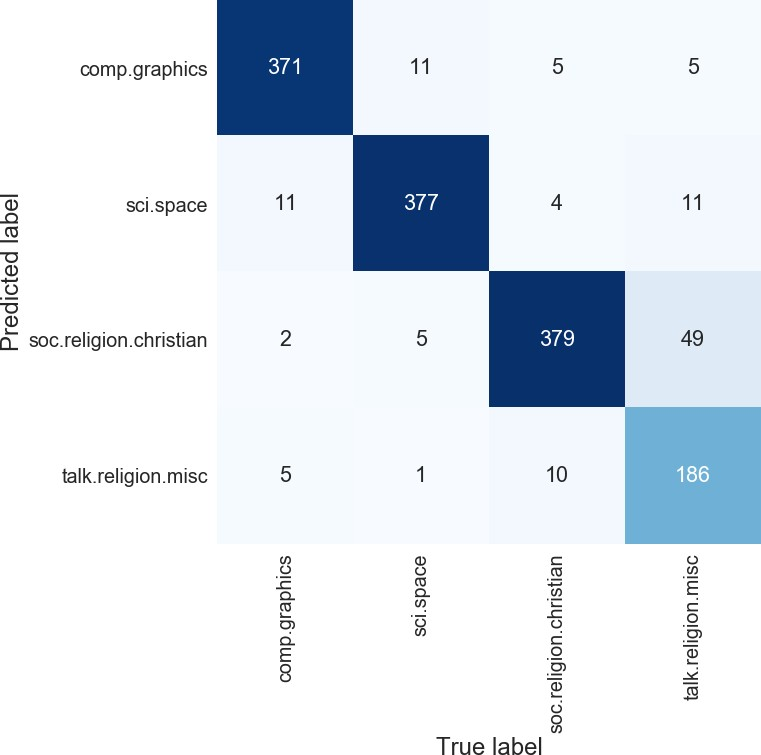 comp.graphics 371 11 5 5
sci.space 11 377 4 11
soc.religion.christian 2 5 379 49
talk.religion.misc 5 1 10 186
Predicted label
comp.graphics
sci.space
soc.religion.christian
talk.religion.misc
True label